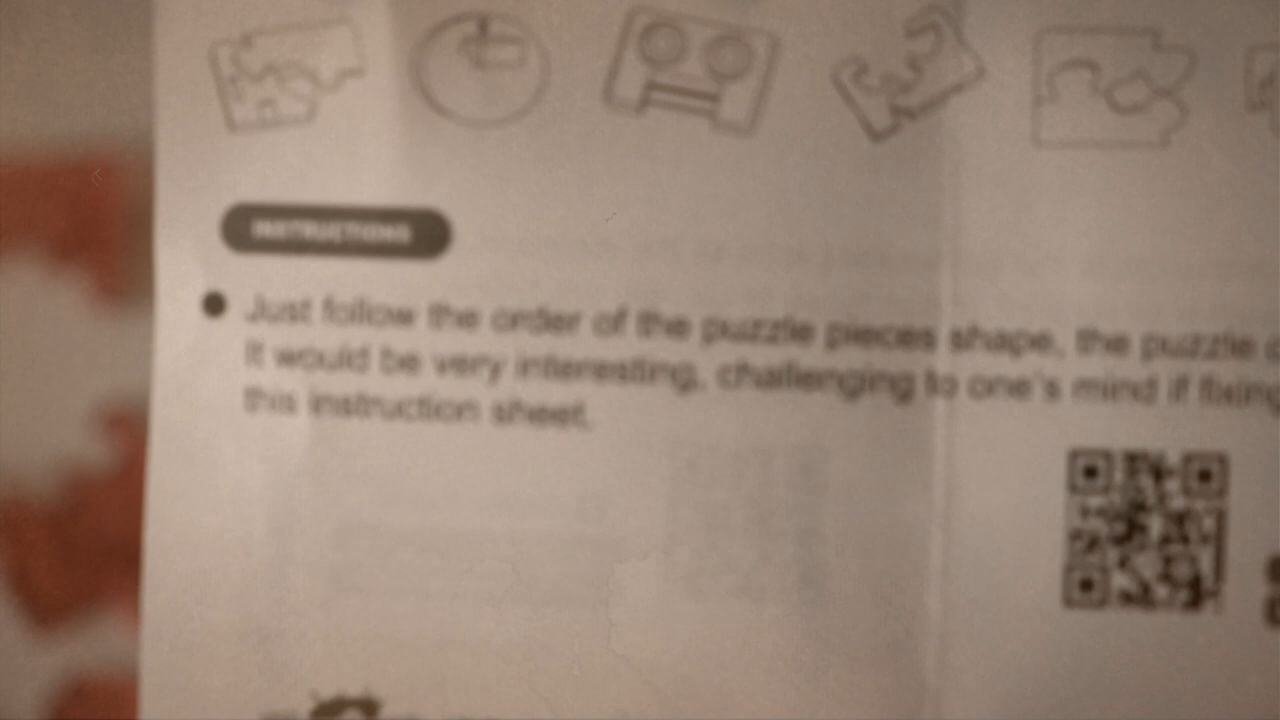 INSTRUCTIONS
Just follow the order of the puzzle pieces shape, the puzzle
It would be very interesting, challenging to one's mind if fixing
this instruction sheet.